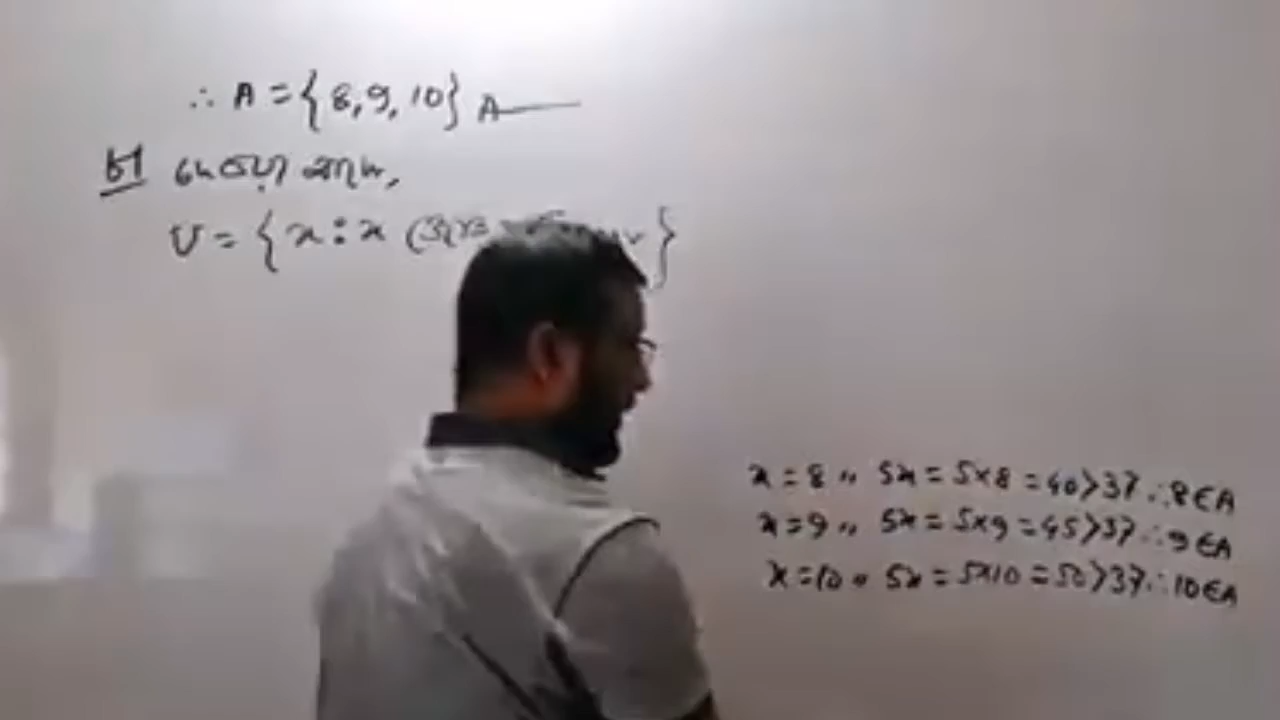 ∴ A = {8, 9, 10} A
খা দেওয়া আছে,
U = {x : x }
x = 8 ,, 5x = 5×8 = 40 > 37 ∴ 8 ∈ A
x = 9 ,, 5x = 5×9 = 45 > 37 ∴ 9 ∈ A
x = 10 ,, 5x = 5×10 = 50 > 37 ∴ 10 ∈ A